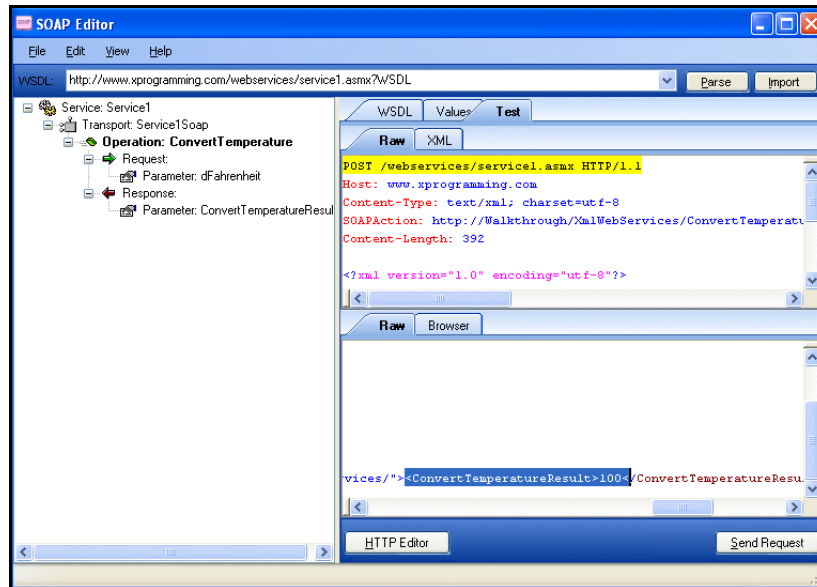 SOAP SOAP Editor
File Edit View Help
WSDL: http://www.xprogramming.com/webservices/service1.asmx?WSDL Parse Import
Service: Service1
Transport: Service1Soap
Operation: ConvertTemperature
Request:
Parameter: dFahrenheit
Response:
Parameter: ConvertTemperatureResul
WSDL Values Test
Raw XML
POST /webservices/service1.asmx HTTP/1.1
Host: www.xprogramming.com
Content-Type: text/xml; charset=utf-8
SOAPAction: http://Walkthrough/XmlWebServices/ConvertTemperatu
Content-Length: 392
<?xml version="1.0" encoding="utf-8"?>
Raw Browser
vices/"><ConvertTemperatureResult>100</ConvertTemperatureResu
HTTP Editor Send Request